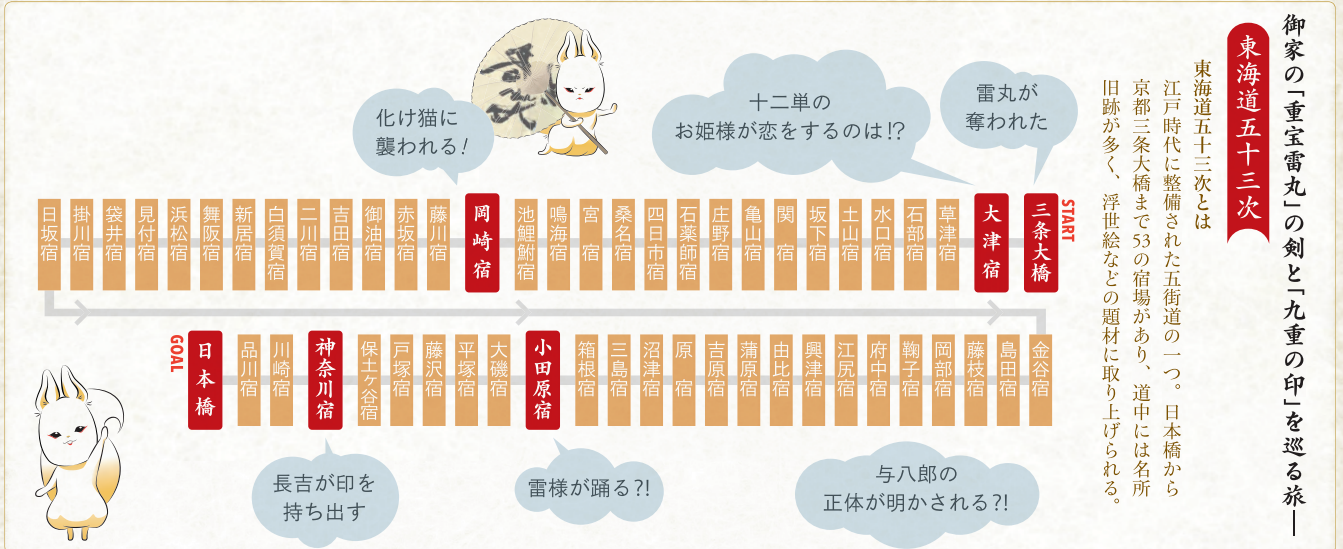 御家の「重宝雷丸」の剣と「九重の印」を巡る旅―
東海道五十三次
東海道五十三次とは
江戸時代に整備された五街道の一つ。日本橋から
京都三条大橋まで53の宿場があり、道中には名所
旧跡が多く、浮世絵などの題材に取り上げられる。
雷丸が
奪われた
十二単の
お姫様が恋をするのは!?
化け猫に
襲われる!
START
三条大橋
大津宿
草津宿
石部宿
水口宿
土山宿
坂下宿
関宿
亀山宿
庄野宿
石薬師宿
四日市宿
桑名宿
宮宿
鳴海宿
池鯉鮒宿
岡崎宿
藤川宿
赤坂宿
御油宿
吉田宿
二川宿
白須賀宿
新居宿
舞阪宿
浜松宿
見付宿
袋井宿
掛川宿
日坂宿
金谷宿
島田宿
藤枝宿
岡部宿
鞠子宿
府中宿
江尻宿
興津宿
由比宿
蒲原宿
吉原宿
原宿
沼津宿
三島宿
箱根宿
小田原宿
大磯宿
平塚宿
藤沢宿
戸塚宿
保土ヶ谷宿
神奈川宿
川崎宿
品川宿
日本橋
GOAL
与八郎の
正体が明かされる?!
雷様が踊る?!
長吉が印を
持ち出す